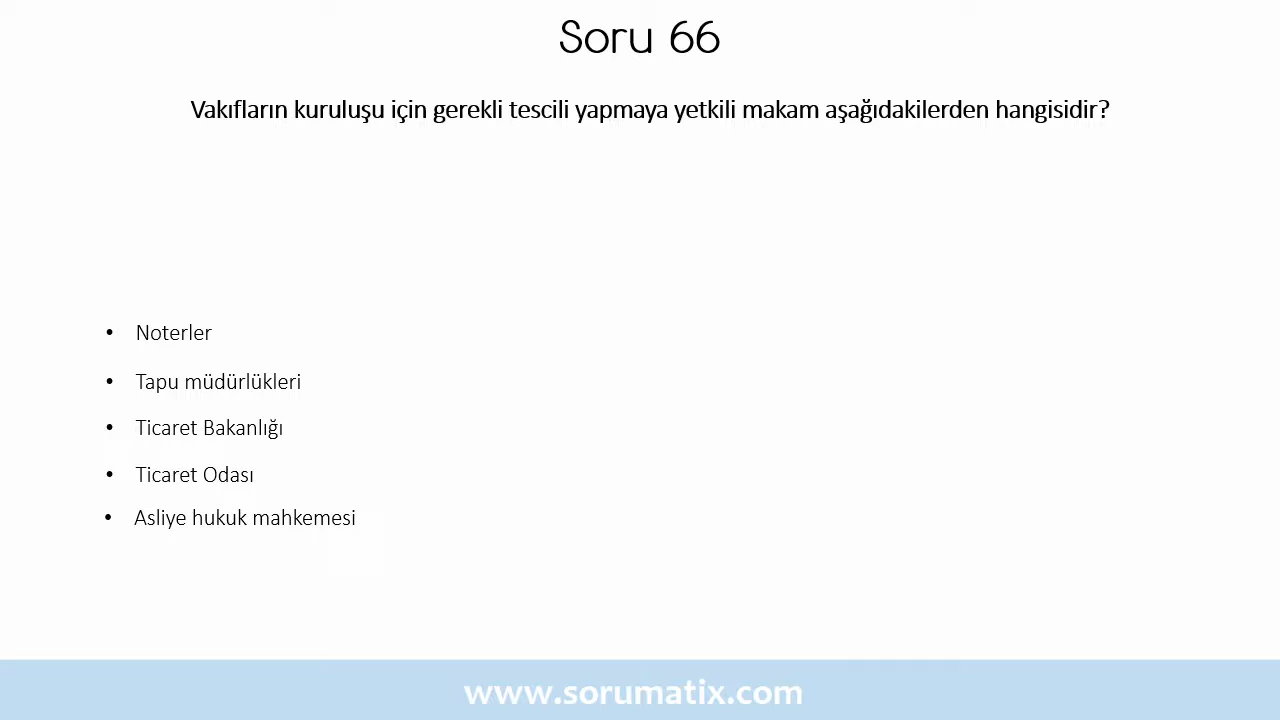 Soru 66
Vakıfların kuruluşu için gerekli tescili yapmaya yetkili makam aşağıdakilerden hangisidir?
• Noterler
• Tapu müdürlükleri
• Ticaret Bakanlığı
• Ticaret Odası
• Asliye hukuk mahkemesi
www.sorumatix.com